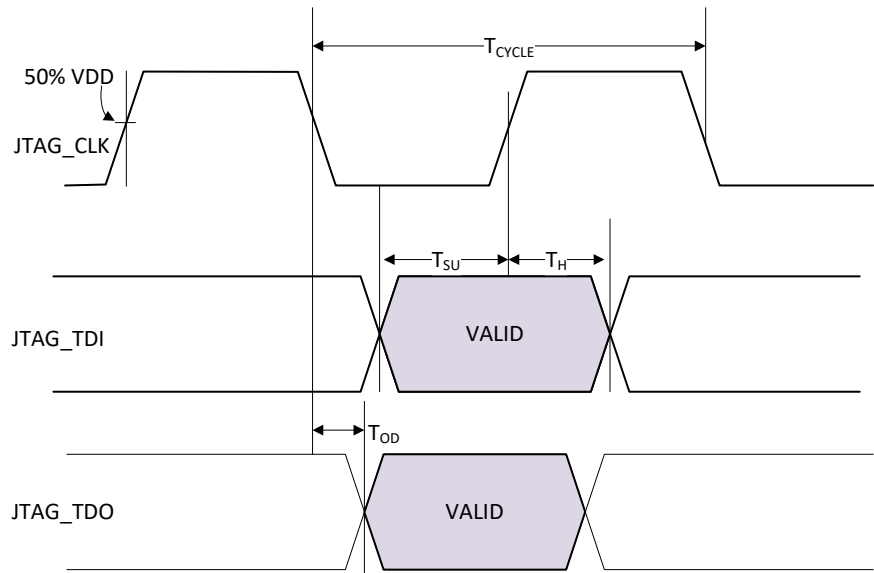 T_CYCLE
50% VDD
JTAG_CLK
T_SU
T_H
VALID
JTAG_TDI
T_OD
VALID
JTAG_TDO